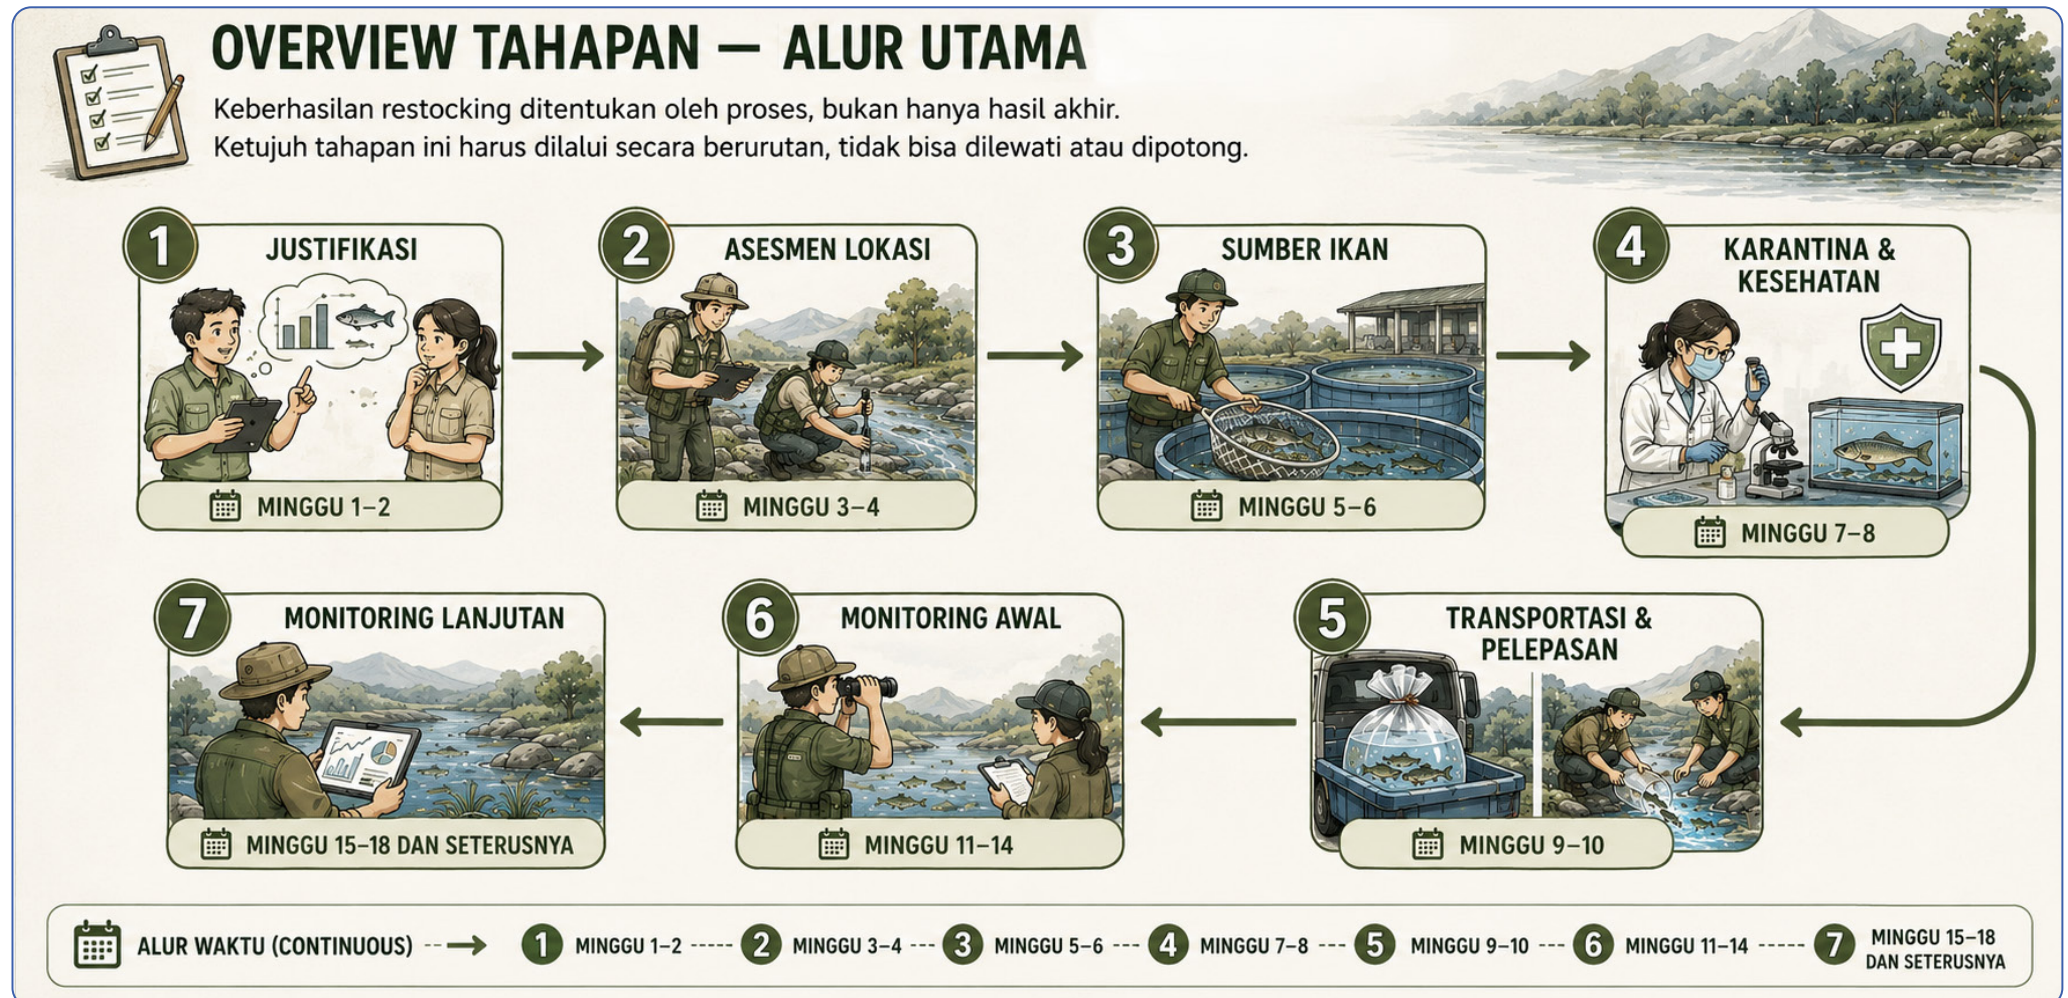 OVERVIEW TAHAPAN — ALUR UTAMA
Keberhasilan restocking ditentukan oleh proses, bukan hanya hasil akhir.
Ketujuh tahapan ini harus dilalui secara berurutan, tidak bisa dilewati atau dipotong.
1
JUSTIFIKASI
MINGGU 1–2
2
ASESMEN LOKASI
MINGGU 3–4
3
SUMBER IKAN
MINGGU 5–6
4
KARANTINA &
KESEHATAN
MINGGU 7–8
5
TRANSPORTASI &
PELEPASAN
MINGGU 9–10
6
MONITORING AWAL
MINGGU 11–14
7
MONITORING LANJUTAN
MINGGU 15–18 DAN SETERUSNYA
ALUR WAKTU (CONTINUOUS)
1 MINGGU 1–2
2 MINGGU 3–4
3 MINGGU 5–6
4 MINGGU 7–8
5 MINGGU 9–10
6 MINGGU 11–14
7 MINGGU 15–18
DAN SETERUSNYA